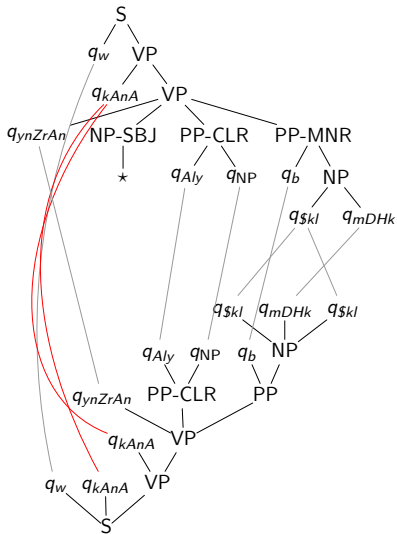 S
q_w VP
q_kAnA VP
q_ynZrAn NP-SBJ PP-CLR PP-MNR
⋆ q_Aly q_NP q_b NP
q_$kl q_mDHk
q_$kl q_mDHk q_$kl
q_Aly q_NP q_b NP
q_ynZrAn PP-CLR PP
q_kAnA VP
q_w q_kAnA VP
S